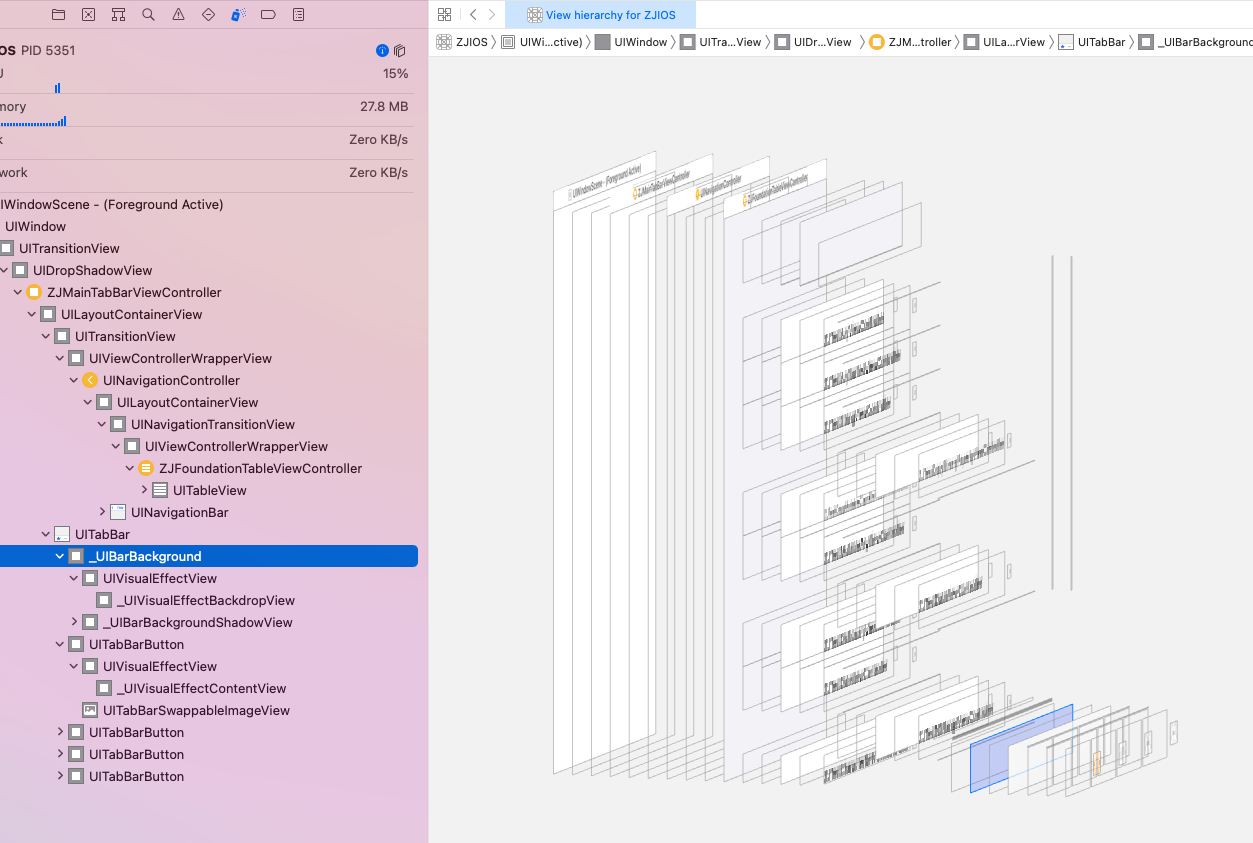 View hierarchy for ZJIOS
ZJIOS
UIWi...ctive)
UIWindow
UITra...View
UIDr...View
ZJM...troller
UILa...rView
UITabBar
_UIBarBackground
OS PID 5351
15%
mory
27.8 MB
Zero KB/s
work
Zero KB/s
IWindowScene - (Foreground Active)
UIWindow
UITransitionView
UIDropShadowView
ZJMainTabBarViewController
UILayoutContainerView
UITransitionView
UIViewControllerWrapperView
UINavigationController
UILayoutContainerView
UINavigationTransitionView
UIViewControllerWrapperView
ZJFoundationTableViewController
UITableView
UINavigationBar
UITabBar
_UIBarBackground
UIVisualEffectView
_UIVisualEffectBackdropView
_UIBarBackgroundShadowView
UITabBarButton
UIVisualEffectView
_UIVisualEffectContentView
UITabBarSwappableImageView
UITabBarButton
UITabBarButton
UITabBarButton
UIWindowScene - (Foreground Active)
ZJMainTabBarViewController
UINavigationController
ZJFoundationTableViewController